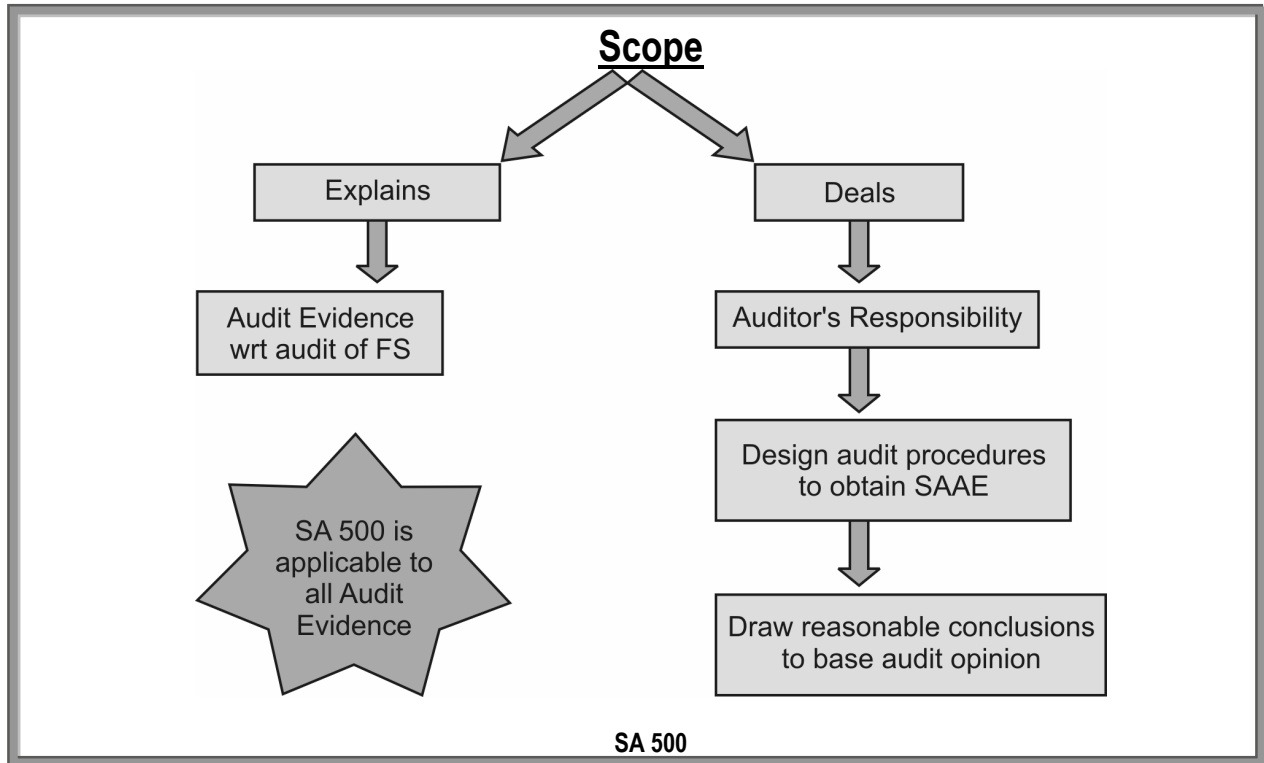 Scope
Explains
Deals
Audit Evidence
wrt audit of FS
Auditor's Responsibility
Design audit procedures
to obtain SAAE
SA 500 is
applicable to
all Audit
Evidence
Draw reasonable conclusions
to base audit opinion
SA 500